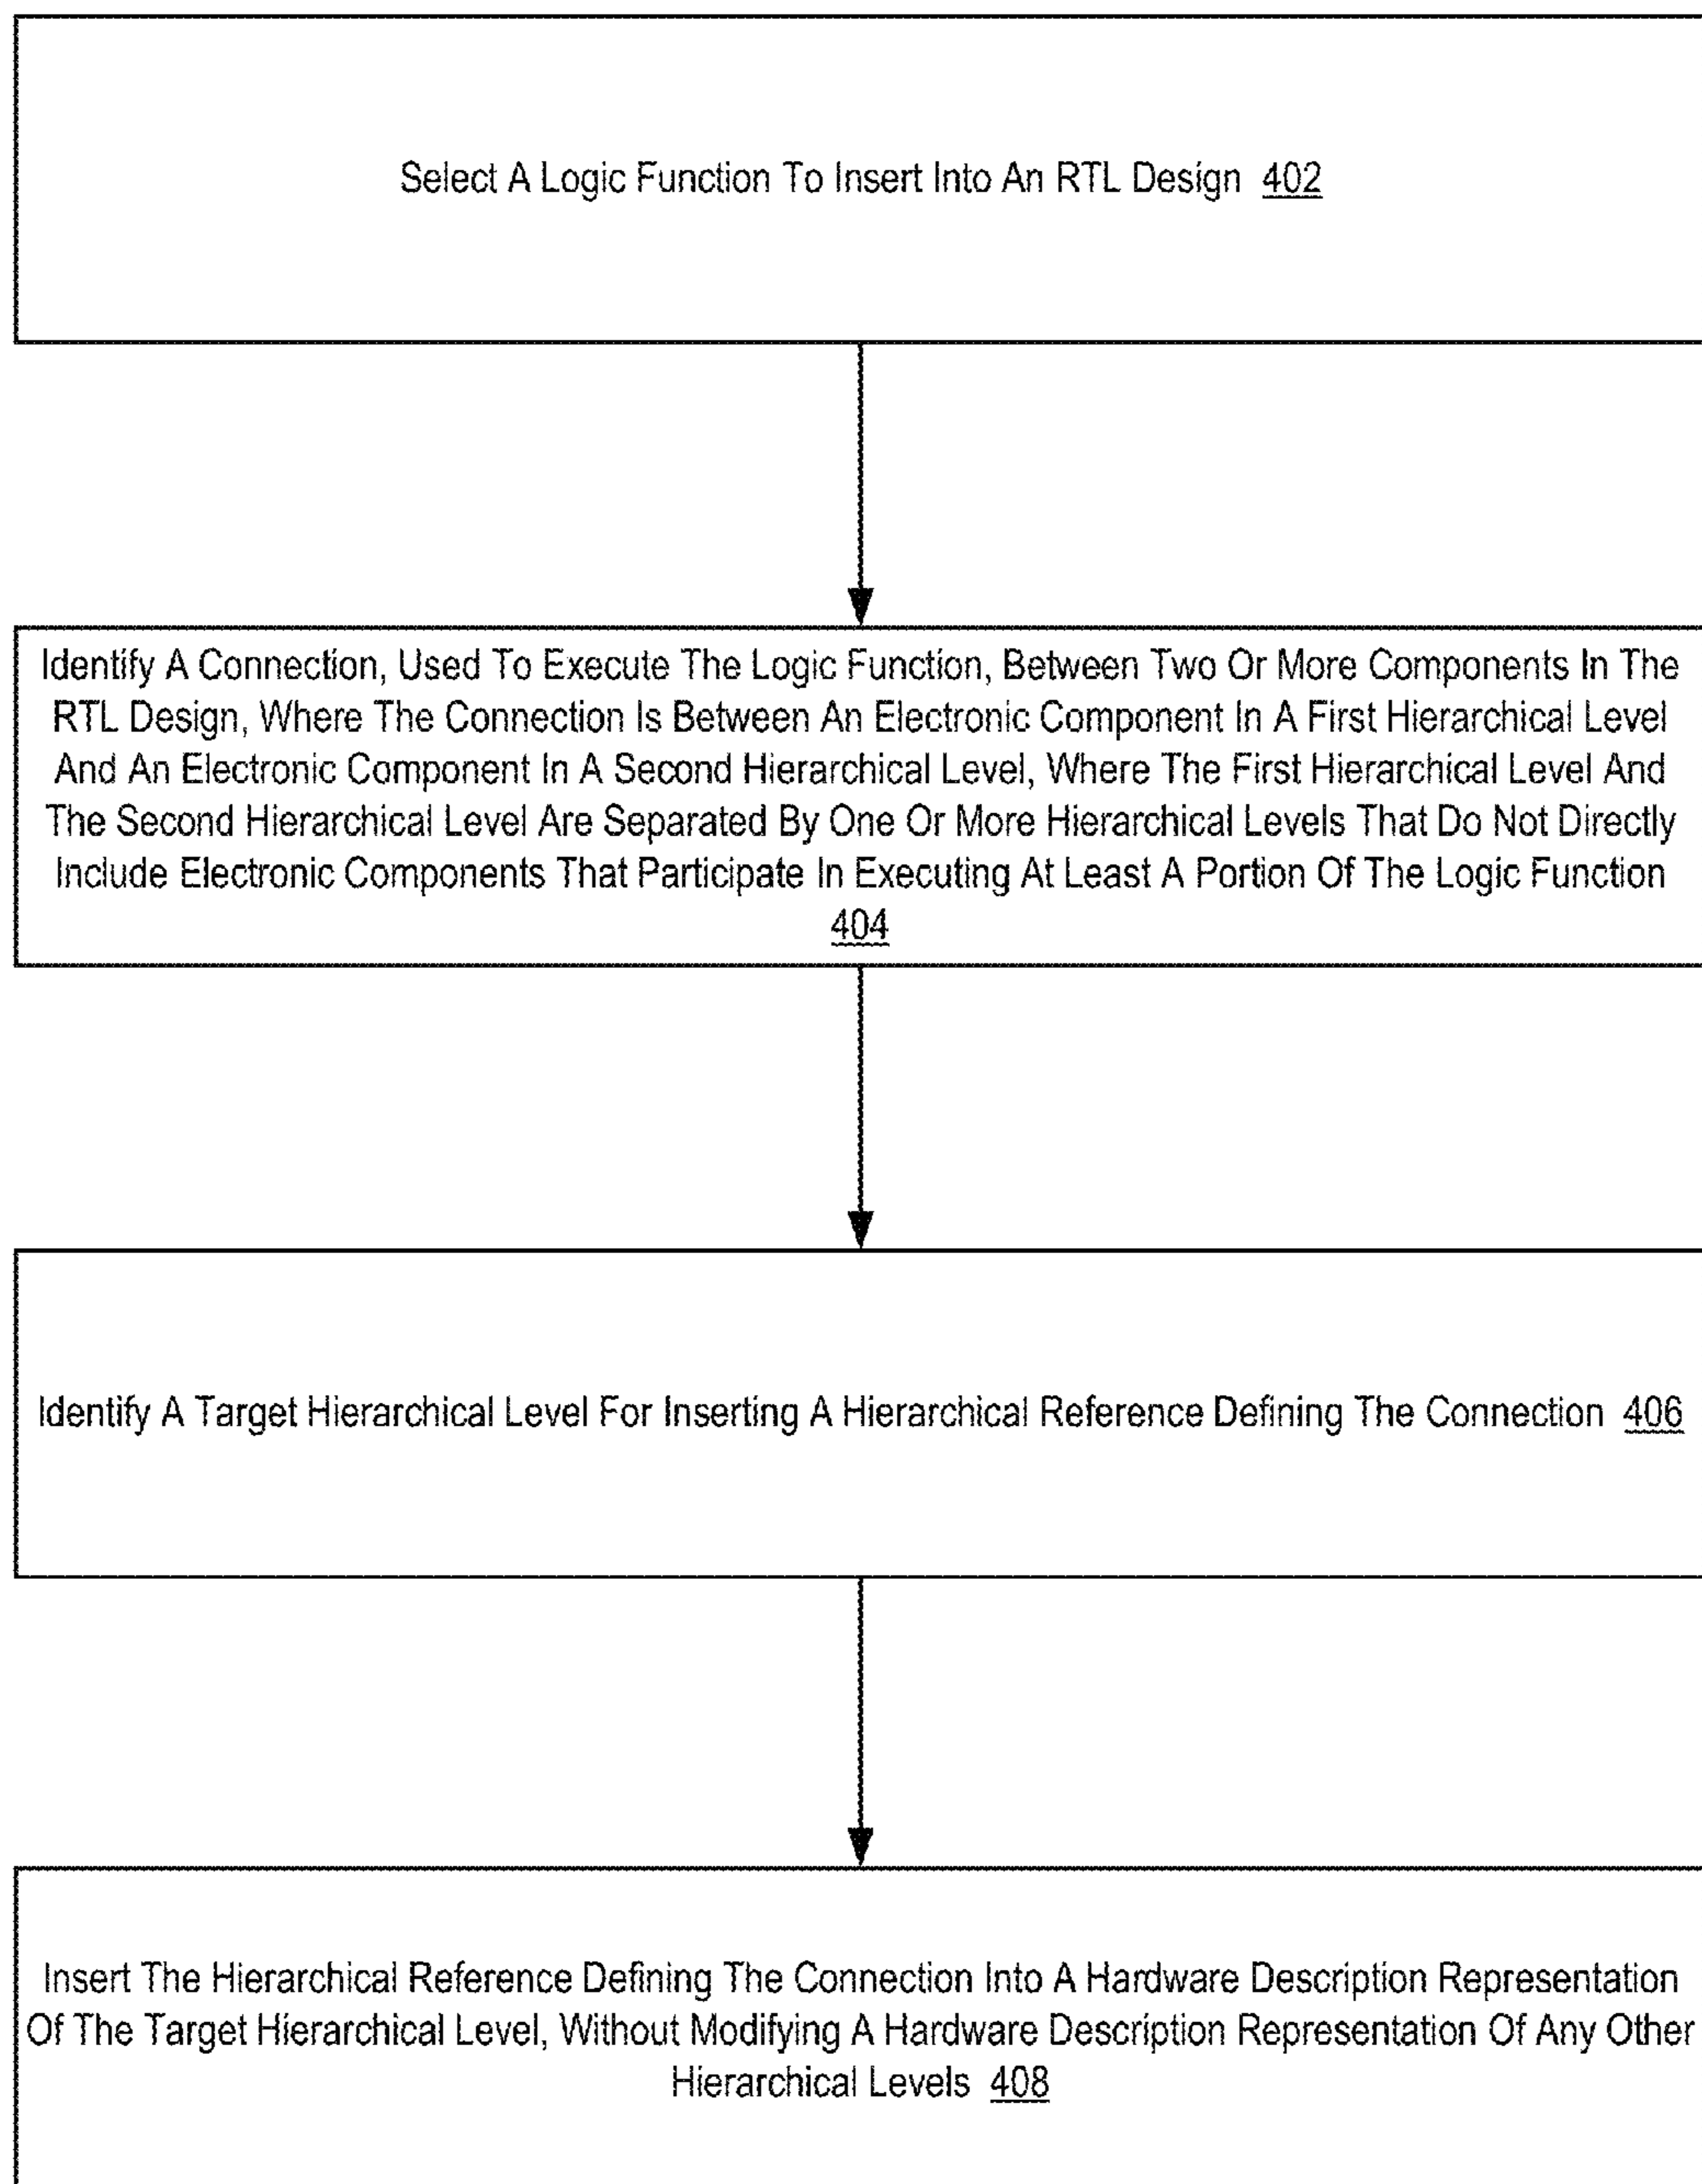 Select A Logic Function To Insert Into An RTL Design 402
Identify A Connection, Used To Execute The Logic Function, Between Two Or More Components In The
RTL Design, Where The Connection Is Between An Electronic Component In A First Hierarchical Level
And An Electronic Component In A Second Hierarchical Level, Where The First Hierarchical Level And
The Second Hierarchical Level Are Separated By One Or More Hierarchical Levels That Do Not Directly
Include Electronic Components That Participate In Executing At Least A Portion Of The Logic Function
404
Identify A Target Hierarchical Level For Inserting A Hierarchical Reference Defining The Connection 406
Insert The Hierarchical Reference Defining The Connection Into A Hardware Description Representation
Of The Target Hierarchical Level, Without Modifying A Hardware Description Representation Of Any Other
Hierarchical Levels 408